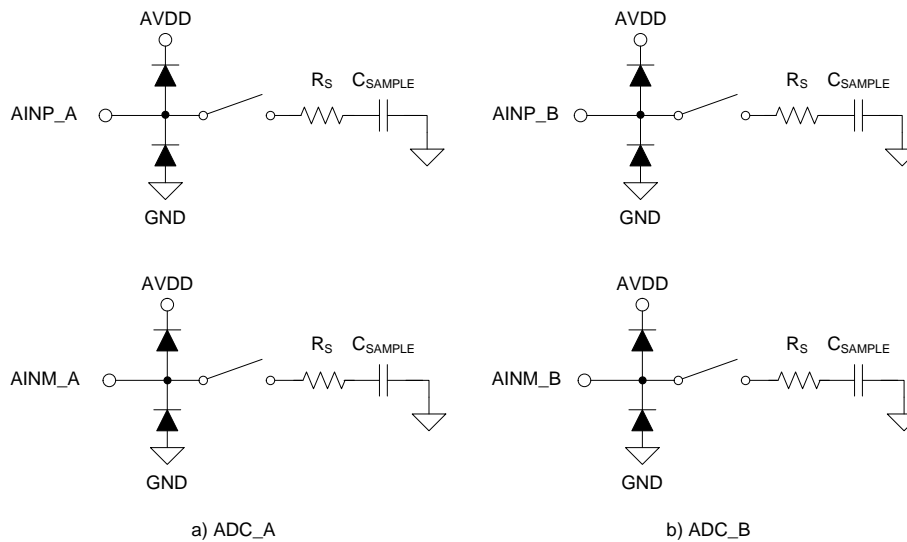 AVDD
AINP_A
RS CSAMPLE
GND
AVDD
AINP_B
RS CSAMPLE
GND
AVDD
AINM_A
RS CSAMPLE
GND
AVDD
AINM_B
RS CSAMPLE
GND
a) ADC_A
b) ADC_B